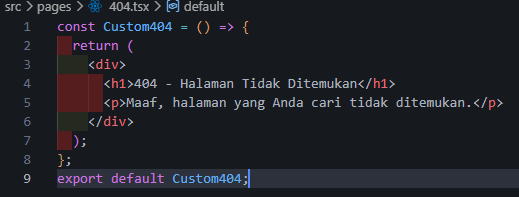 src > pages > 404.tsx > default
1 const Custom404 = () => {
2   return (
3     <div>
4       <h1>404 - Halaman Tidak Ditemukan</h1>
5       <p>Maaf, halaman yang Anda cari tidak ditemukan.</p>
6     </div>
7   );
8 };
9 export default Custom404;